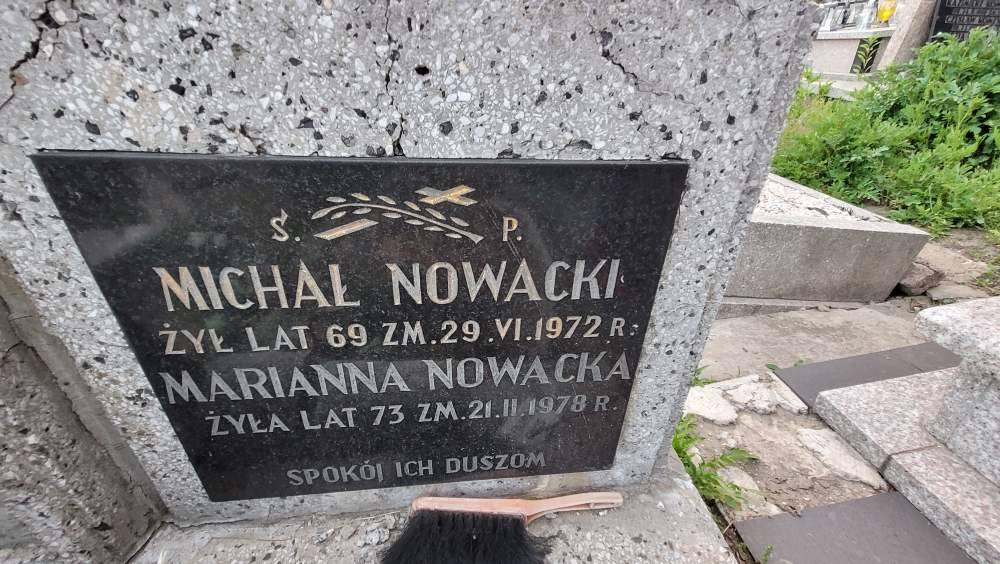 Ś. P.
MICHAŁ NOWACKI
ŻYŁ LAT 69 ZM. 29.VI.1972 R.
MARIANNA NOWACKA
ŻYŁA LAT 73 ZM. 21.II.1978 R.
SPOKÓJ ICH DUSZOM